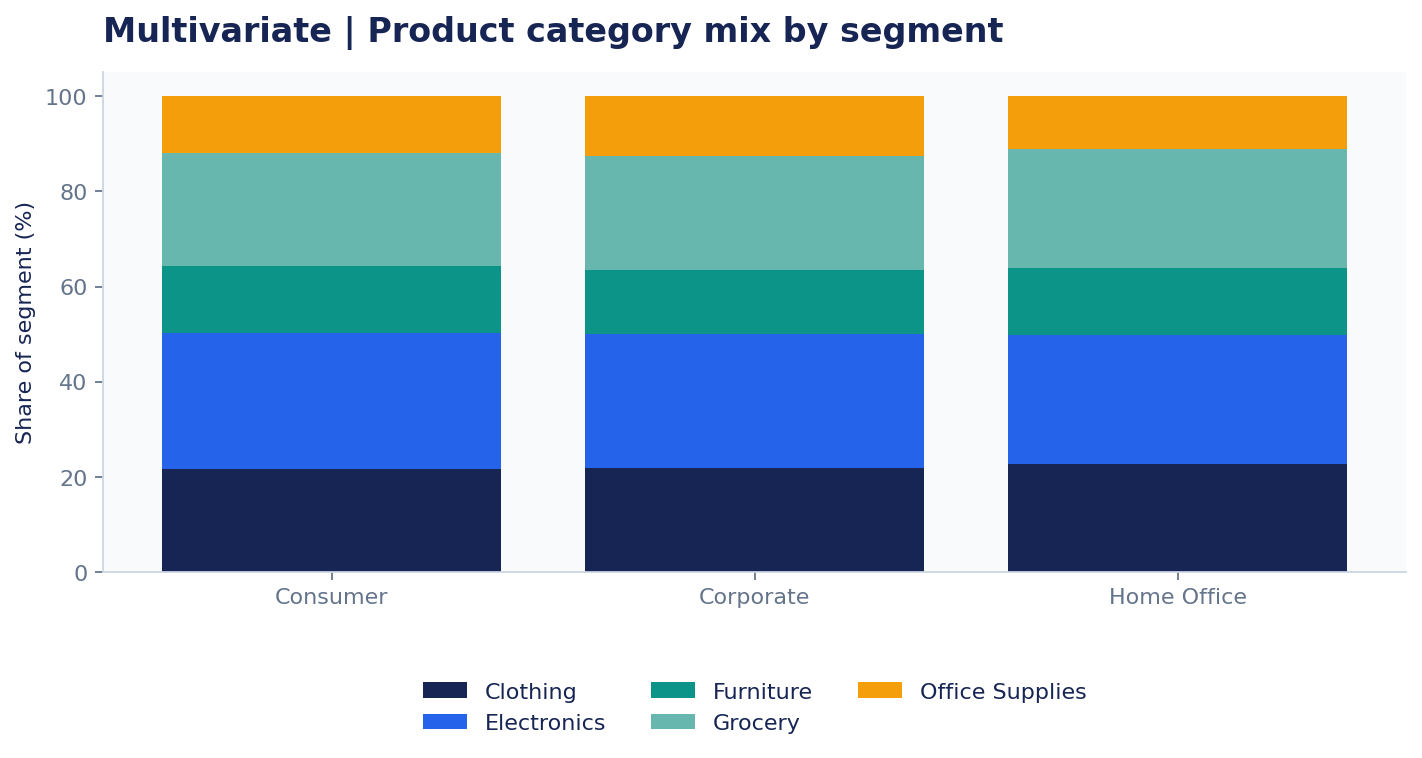 Multivariate | Product category mix by segment
Share of segment (%)
100
80
60
40
20
0
Consumer
Corporate
Home Office
Clothing
Electronics
Furniture
Grocery
Office Supplies